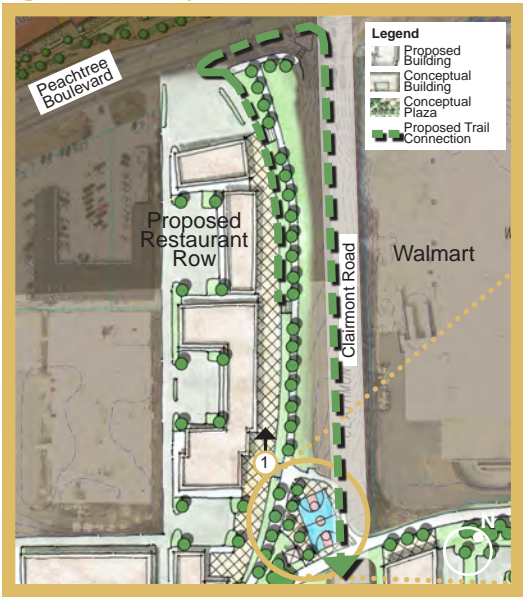 Legend
Proposed
Building
Conceptual
Building
Conceptual
Plaza
Proposed Trail
Connection
Peachtree
Boulevard
Proposed
Restaurant
Row
Walmart
Clairmont Road
1
N